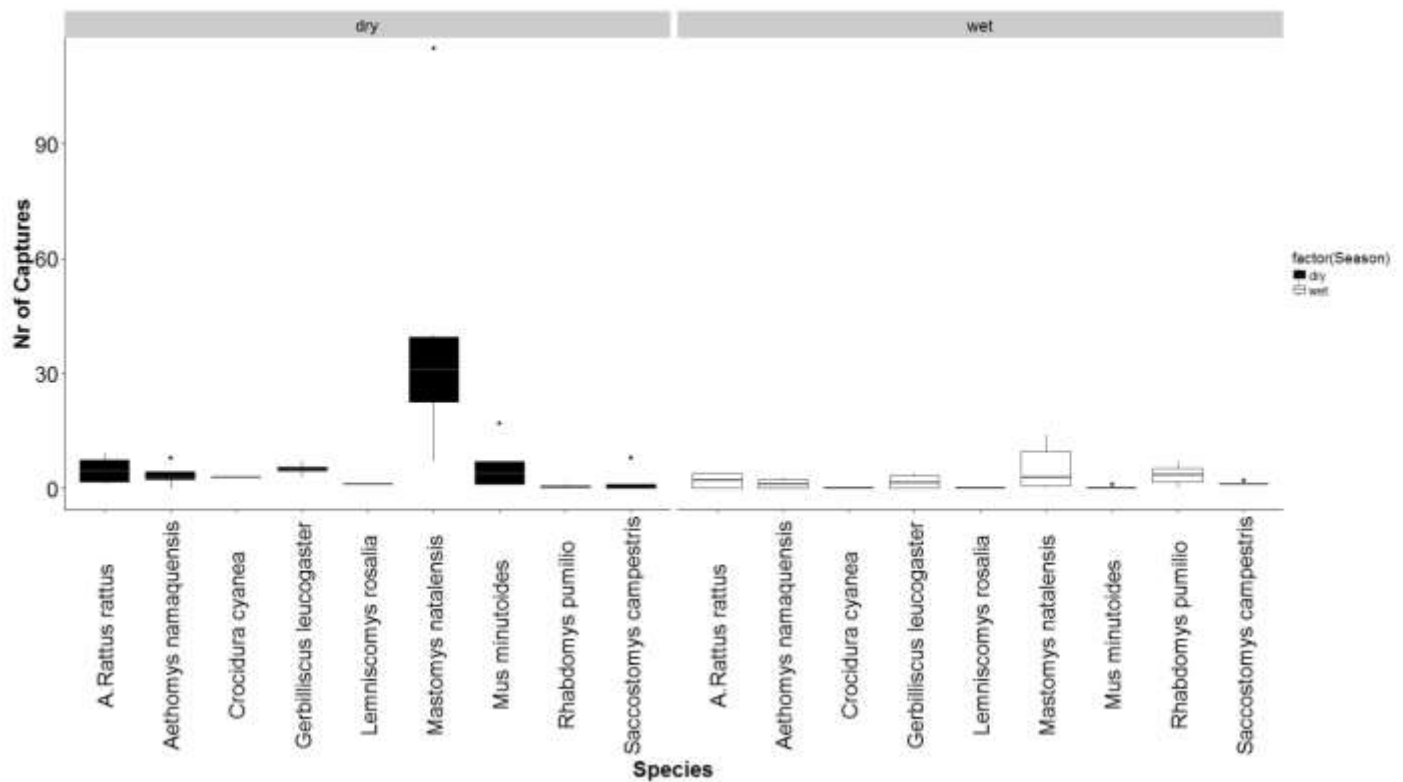 dry
wet
90
60
30
0
Nr of Captures
A.Rattus rattus
Aethomys namaquensis
Crocidura cyanea
Gerbilliscus leucogaster
Lemniscomys rosalia
Mastomys natalensis
Mus minutoides
Rhabdomys pumilio
Saccostomys campestris
A.Rattus rattus
Aethomys namaquensis
Crocidura cyanea
Gerbilliscus leucogaster
Lemniscomys rosalia
Mastomys natalensis
Mus minutoides
Rhabdomys pumilio
Saccostomys campestris
Species
factor(Season)
dry
wet